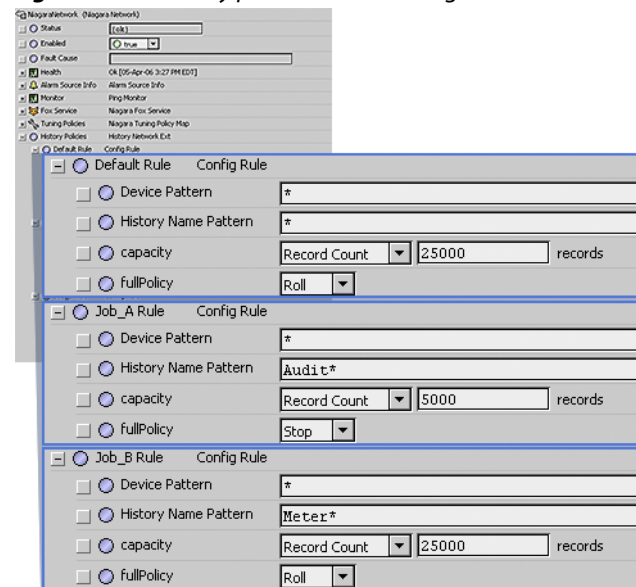 NiagaraNetwork (Niagara Network)
Status {ok}
Enabled true
Fault Cause
Health Ok [05-Apr-06 3:27 PM EDT]
Alarm Source Info Alarm Source Info
Monitor Ping Monitor
Fox Service Niagara Fox Service
Tuning Policies Niagara Tuning Policy Map
History Policies History Network Ext
Default Rule Config Rule
Default Rule Config Rule
Device Pattern *
History Name Pattern *
capacity Record Count 25000 records
fullPolicy Roll
Job_A Rule Config Rule
Device Pattern *
History Name Pattern Audit*
capacity Record Count 5000 records
fullPolicy Stop
Job_B Rule Config Rule
Device Pattern *
History Name Pattern Meter*
capacity Record Count 25000 records
fullPolicy Roll